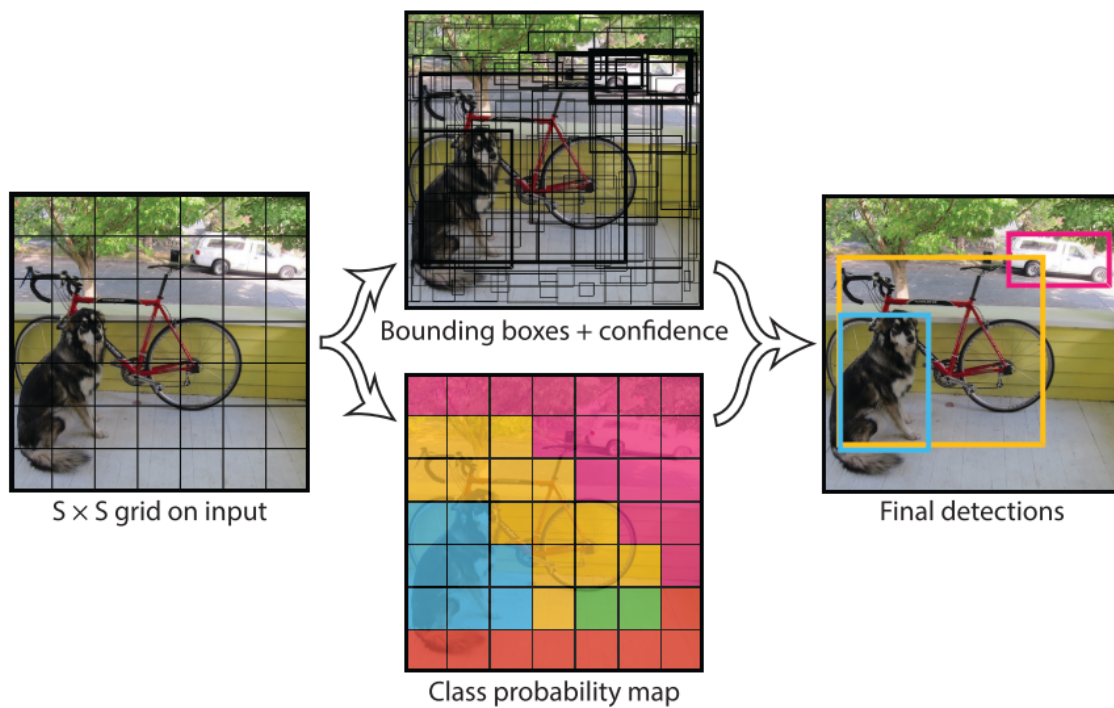 S × S grid on input
Bounding boxes + confidence
Class probability map
Final detections